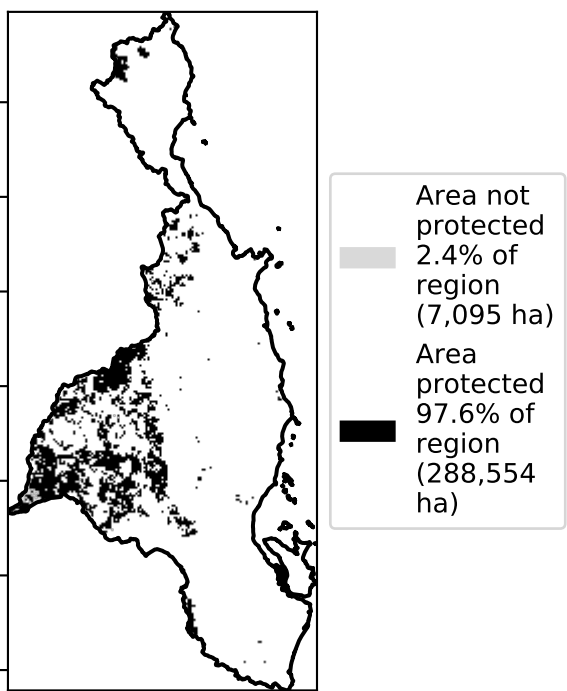 Area not
protected
2.4% of
region
(7,095 ha)
Area
protected
97.6% of
region
(288,554
ha)